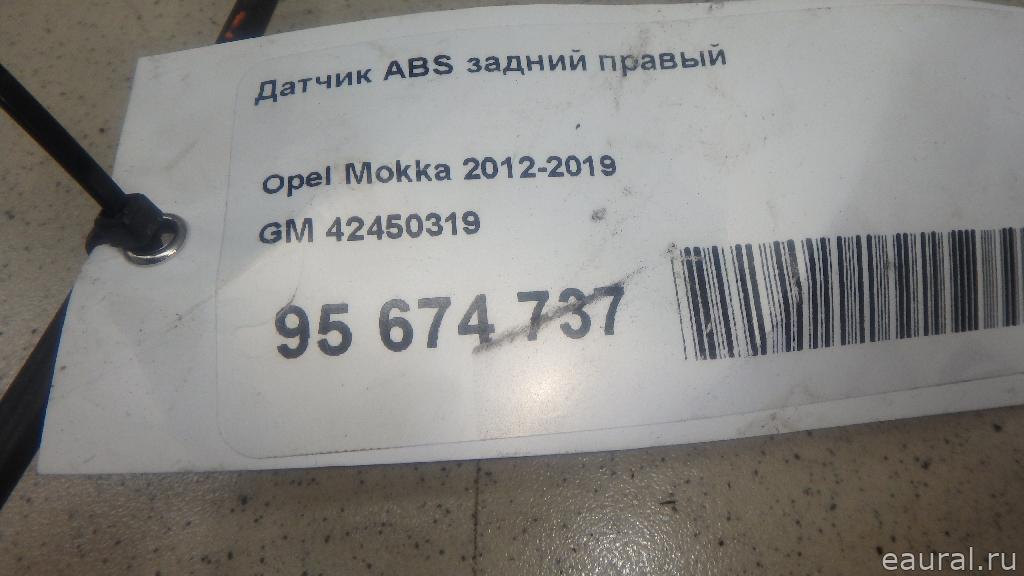 Датчик ABS задний правый
Opel Mokka 2012-2019
GM 42450319
95 674 737
eaural.ru